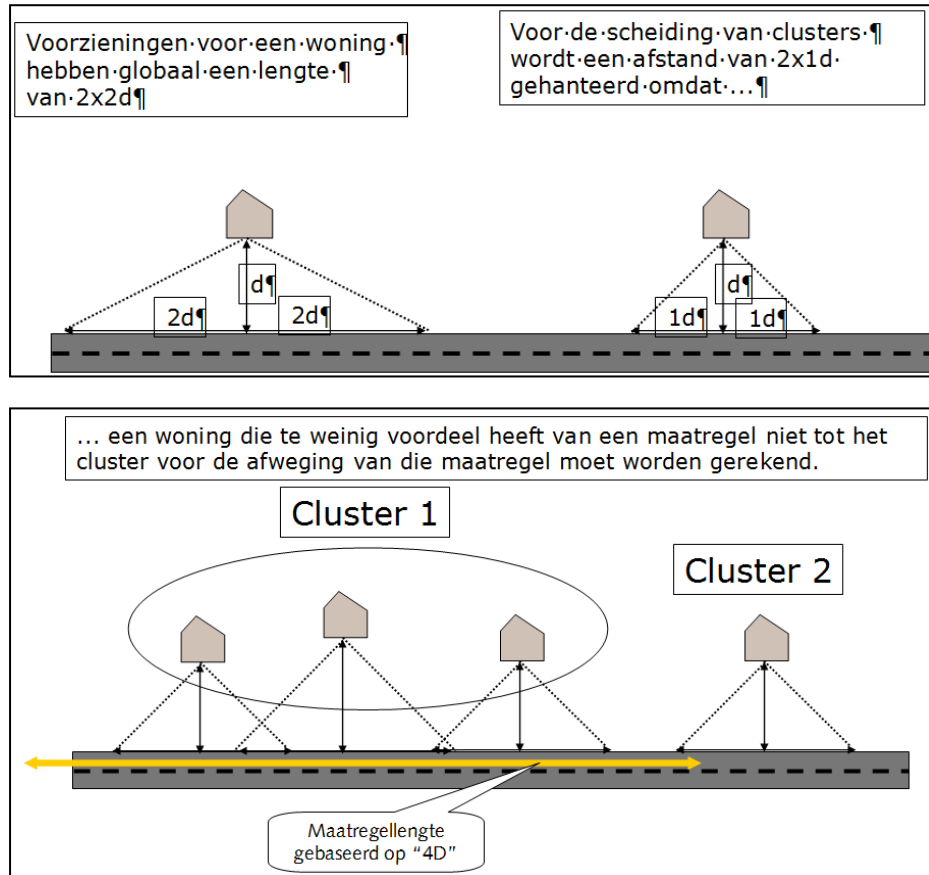 Voorzieningen·voor·een·woning·¶
hebben·globaal·een·lengte·¶
van·2x2d¶
Voor·de·scheiding·van·clusters·¶
wordt·een·afstand·van·2x1d·
gehanteerd·omdat·...¶
d¶
2d¶
2d¶
d¶
1d¶
1d¶
... een woning die te weinig voordeel heeft van een maatregel niet tot het
cluster voor de afweging van die maatregel moet worden gerekend.
Cluster 1
Cluster 2
Maatregellengte
gebaseerd op “4D”